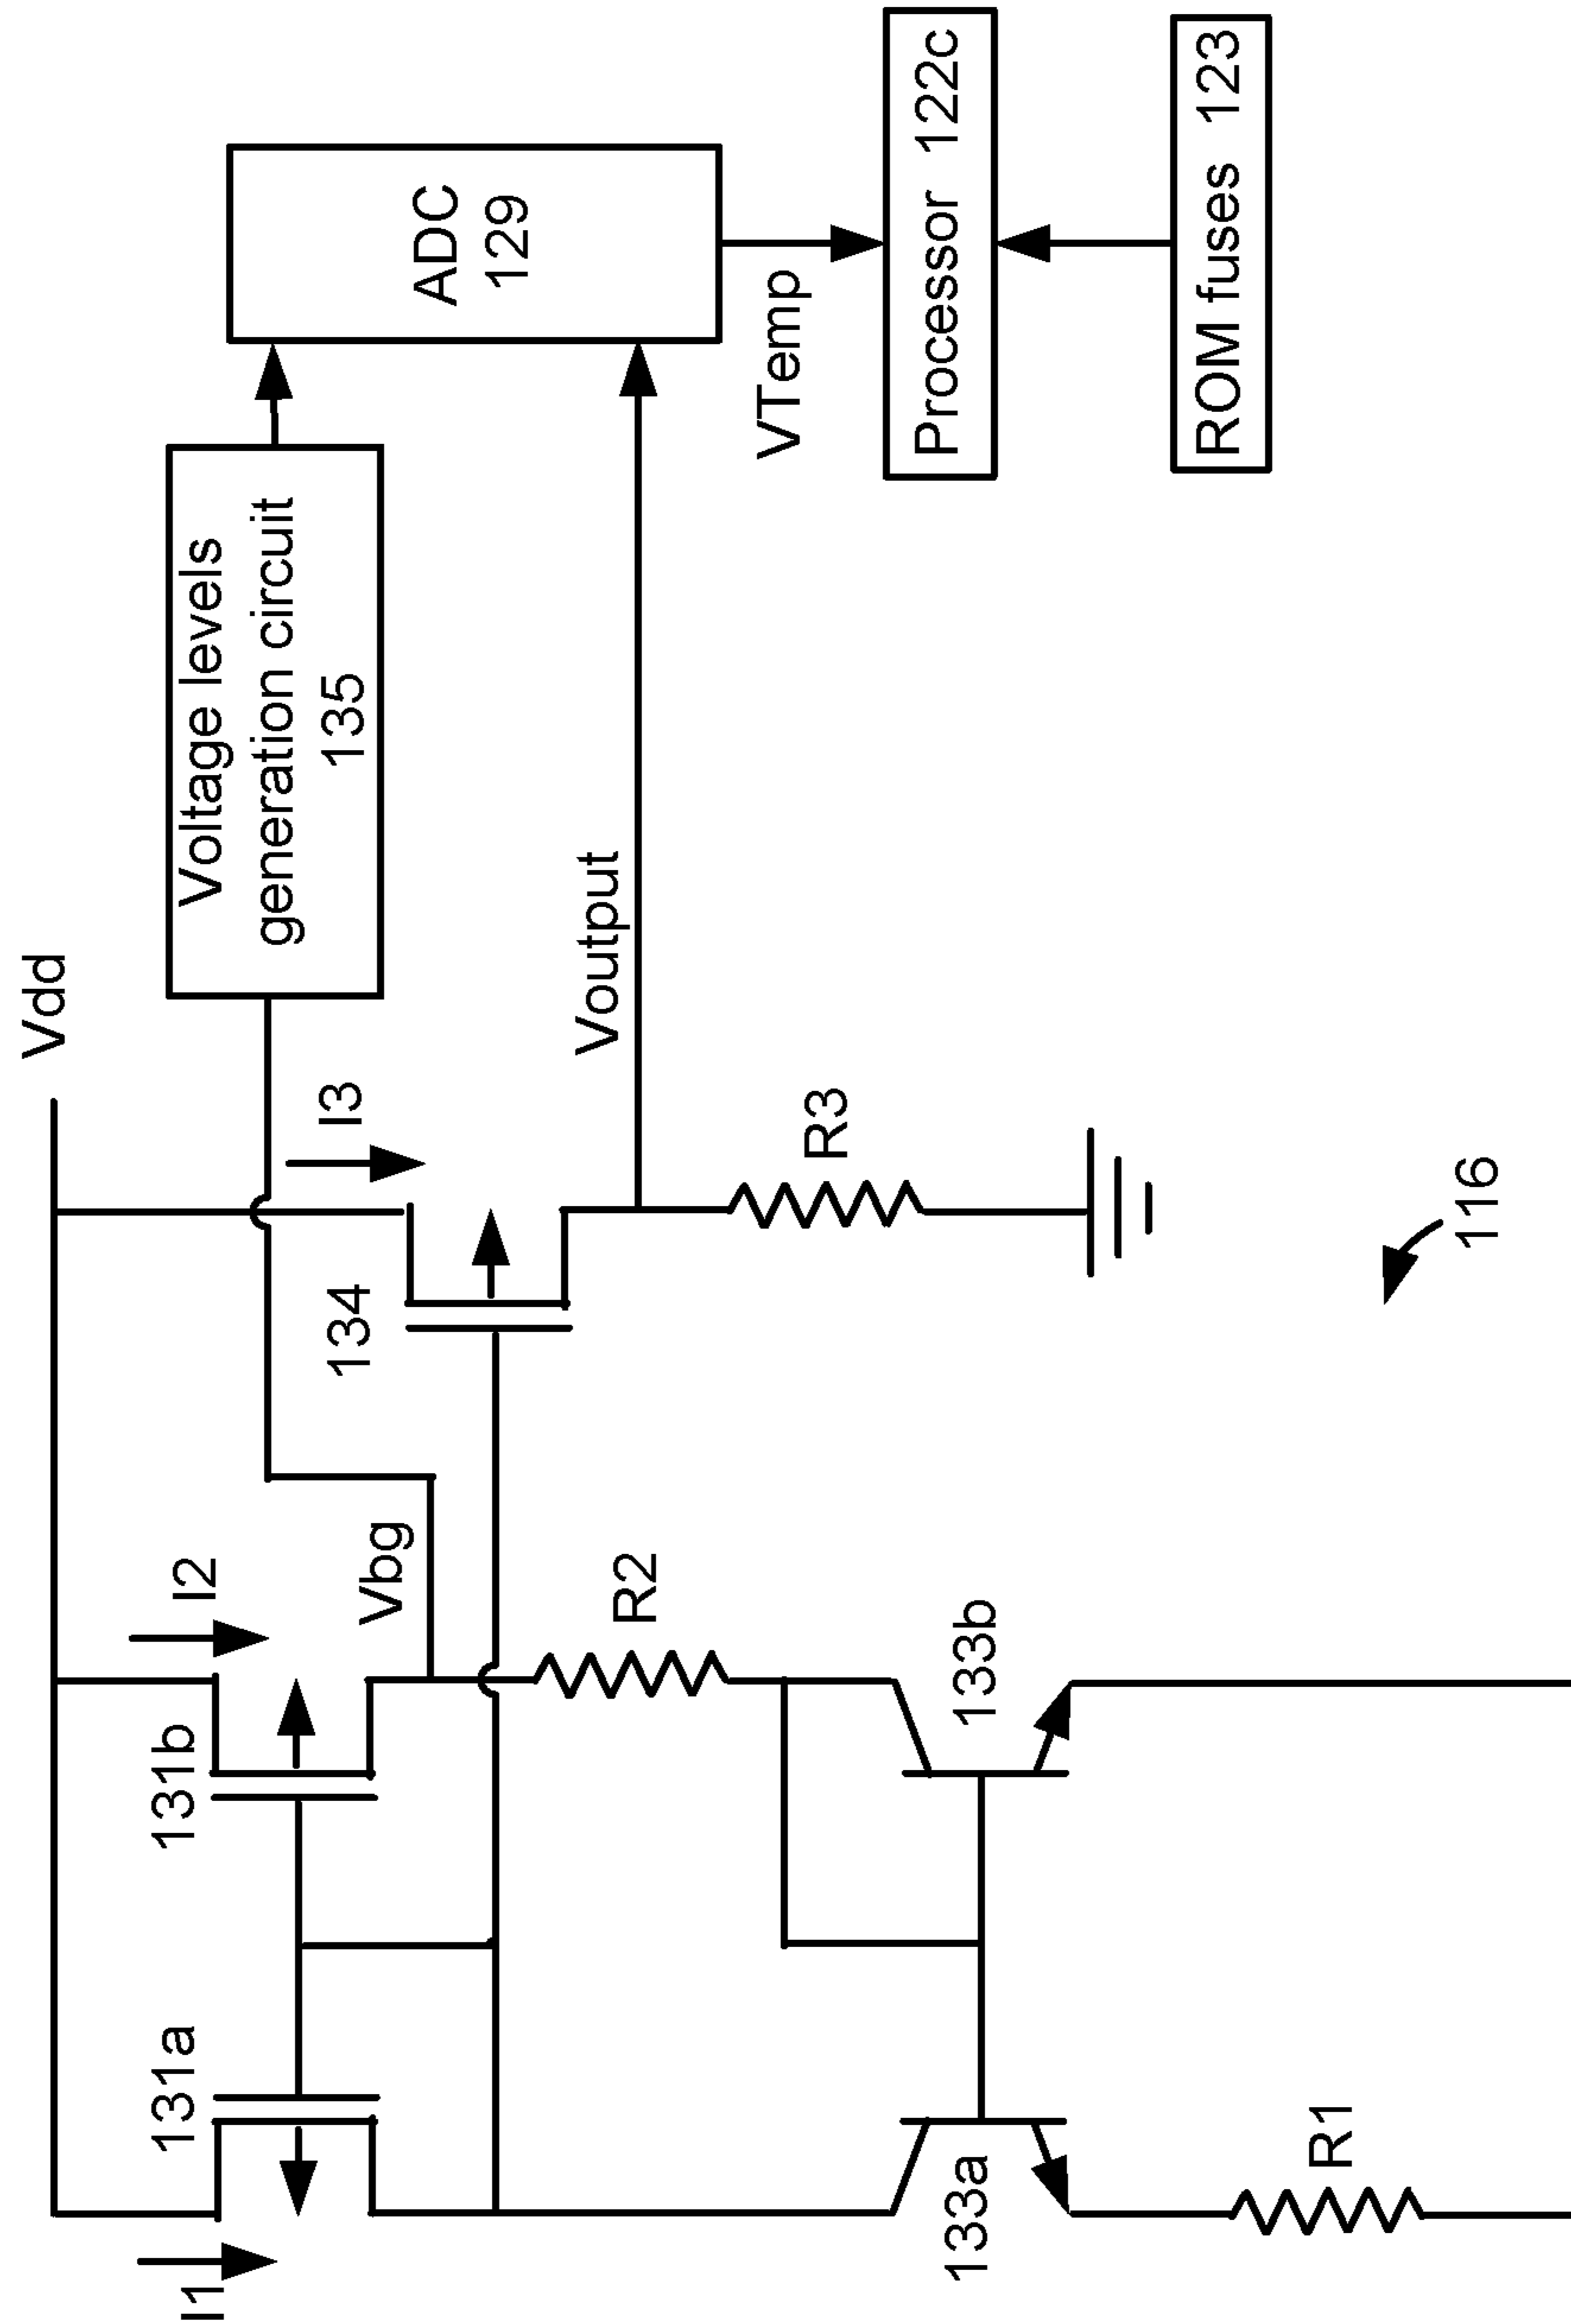 Vdd
I1
131a
131b
I2
Vbg
134
I3
Voltage levels
generation circuit
135
ADC
129
Voutput
VTemp
R2
R3
Processor 122c
ROM fuses 123
133a
133b
R1
116